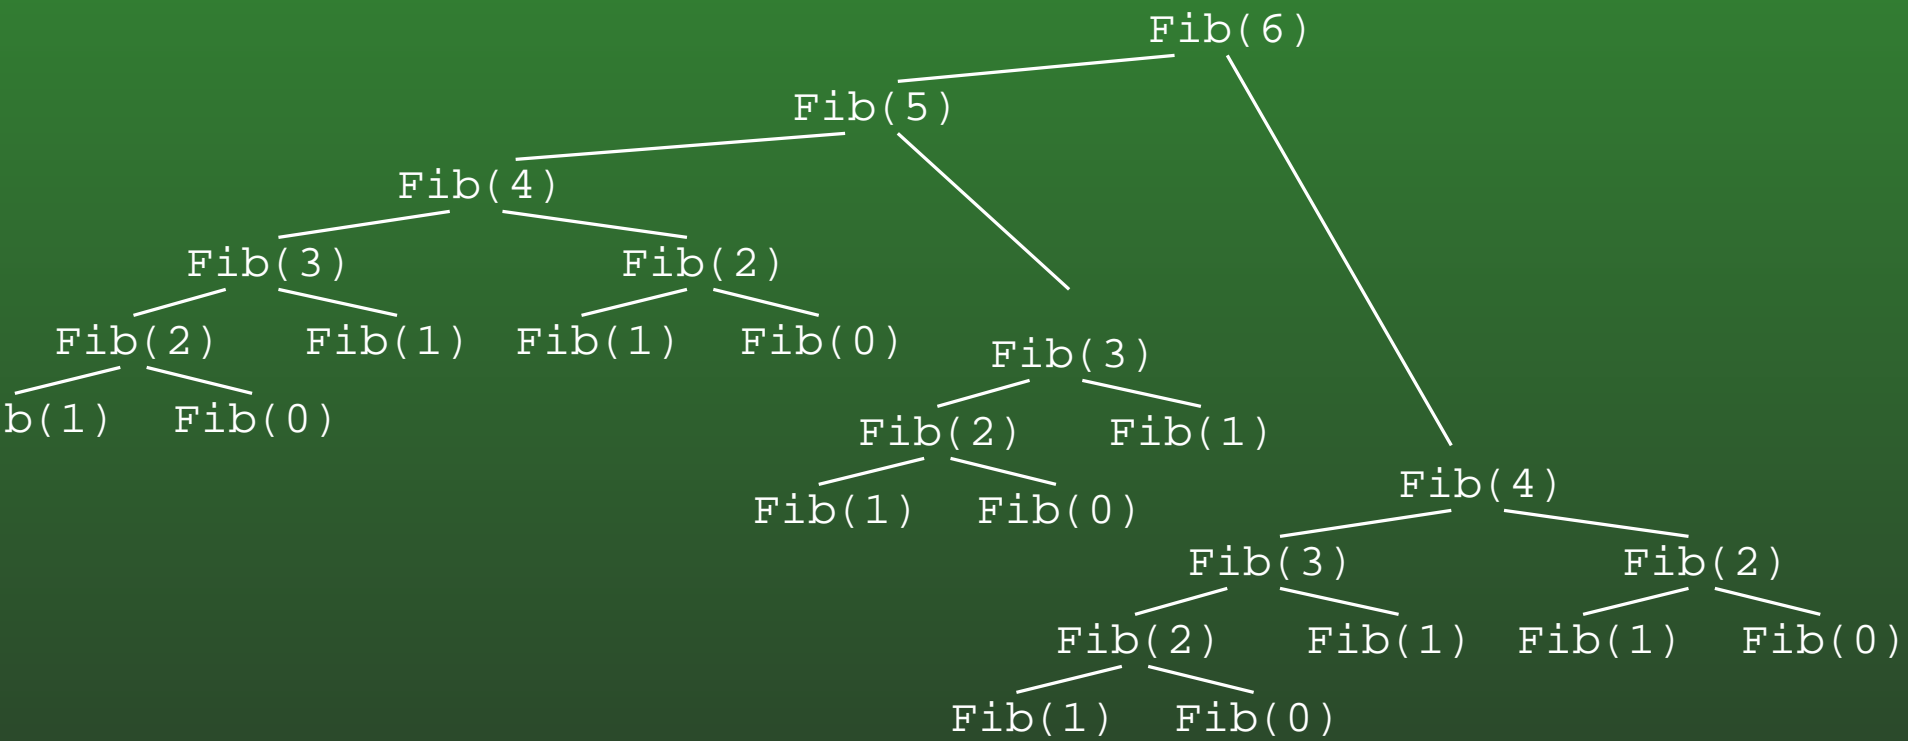 Fib(6)
Fib(5)
Fib(4)
Fib(3) Fib(2)
Fib(2) Fib(1) Fib(1) Fib(0)
Fib(3)
b(1) Fib(0)
Fib(2) Fib(1)
Fib(4)
Fib(1) Fib(0)
Fib(3) Fib(2)
Fib(2) Fib(1) Fib(1) Fib(0)
Fib(1) Fib(0)